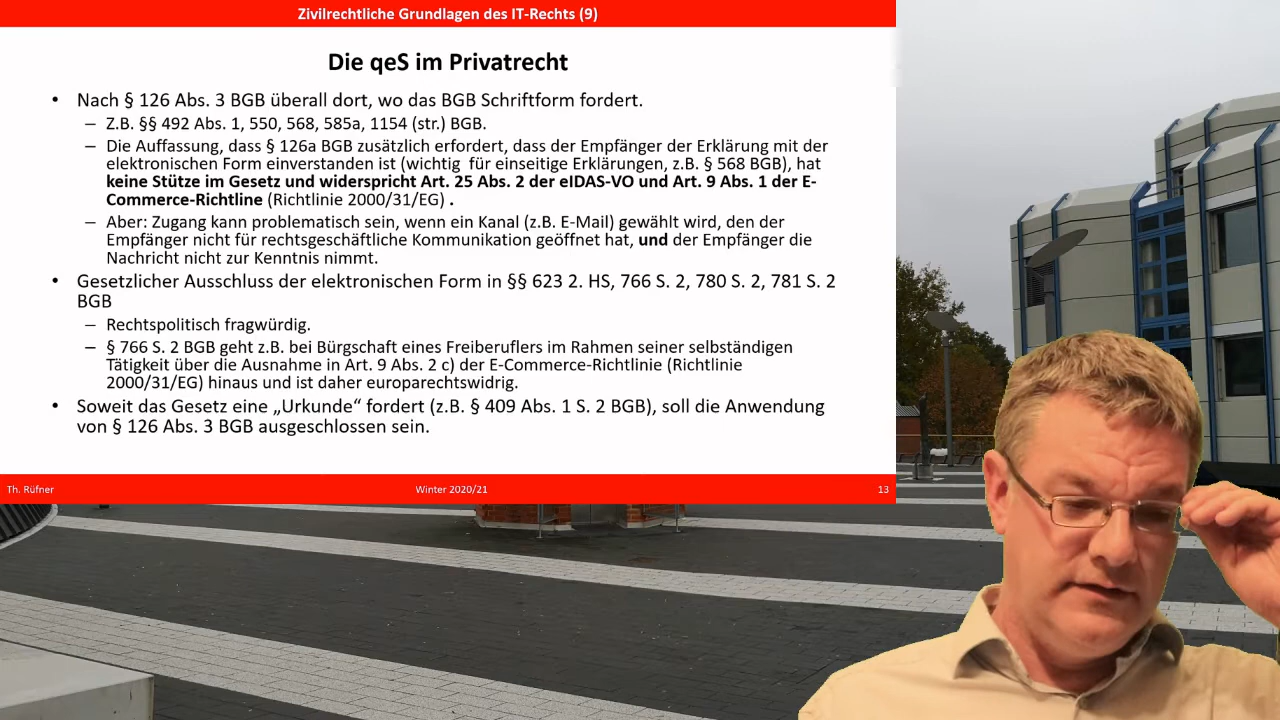 Zivilrechtliche Grundlagen des IT-Rechts (9)
Die qeS im Privatrecht
• Nach § 126 Abs. 3 BGB überall dort, wo das BGB Schriftform fordert.
– Z.B. §§ 492 Abs. 1, 550, 568, 585a, 1154 (str.) BGB.
– Die Auffassung, dass § 126a BGB zusätzlich erfordert, dass der Empfänger der Erklärung mit der
elektronischen Form einverstanden ist (wichtig für einseitige Erklärungen, z.B. § 568 BGB), hat
keine Stütze im Gesetz und widerspricht Art. 25 Abs. 2 der eIDAS-VO und Art. 9 Abs. 1 der E-
Commerce-Richtline (Richtlinie 2000/31/EG) .
– Aber: Zugang kann problematisch sein, wenn ein Kanal (z.B. E-Mail) gewählt wird, den der
Empfänger nicht für rechtsgeschäftliche Kommunikation geöffnet hat, und der Empfänger die
Nachricht nicht zur Kenntnis nimmt.
• Gesetzlicher Ausschluss der elektronischen Form in §§ 623 2. HS, 766 S. 2, 780 S. 2, 781 S. 2
BGB
– Rechtspolitisch fragwürdig.
– § 766 S. 2 BGB geht z.B. bei Bürgschaft eines Freiberuflers im Rahmen seiner selbständigen
Tätigkeit über die Ausnahme in Art. 9 Abs. 2 c) der E-Commerce-Richtlinie (Richtlinie
2000/31/EG) hinaus und ist daher europarechtswidrig.
• Soweit das Gesetz eine „Urkunde“ fordert (z.B. § 409 Abs. 1 S. 2 BGB), soll die Anwendung
von § 126 Abs. 3 BGB ausgeschlossen sein.
Th. Rüfner
Winter 2020/21
13